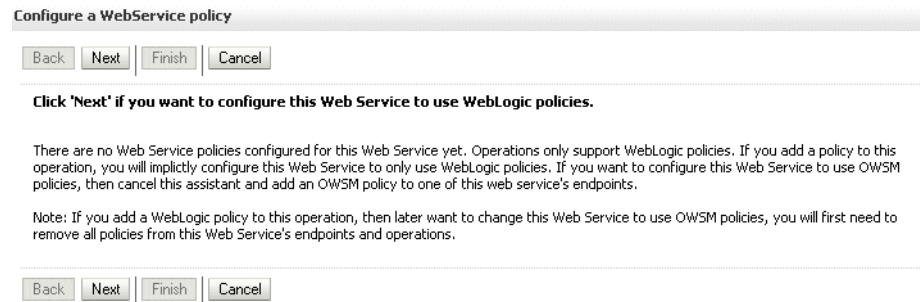 Configure a WebService policy
Back Next Finish Cancel
Click 'Next' if you want to configure this Web Service to use WebLogic policies.
There are no Web Service policies configured for this Web Service yet. Operations only support WebLogic policies. If you add a policy to this
operation, you will implictly configure this Web Service to only use WebLogic policies. If you want to configure this Web Service to use OWSM
policies, then cancel this assistant and add an OWSM policy to one of this web service's endpoints.
Note: If you add a WebLogic policy to this operation, then later want to change this Web Service to use OWSM policies, you will first need to
remove all policies from this Web Service's endpoints and operations.
Back Next Finish Cancel